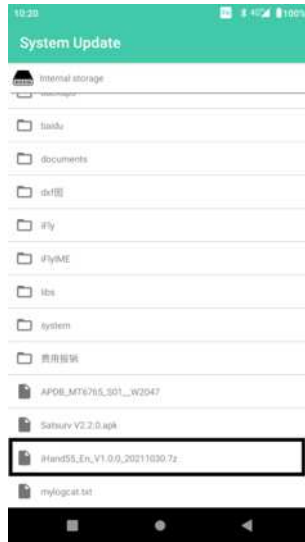 10:20
100%
System Update
Internal storage
baidu
documents
dxf图
iFly
iFlyIME
libs
system
费用报销
APDB_MT6765_S01__W2047
Satsurv V2.2.0.apk
iHand55_En_V1.0.0_20211030.7z
mylogcat.txt